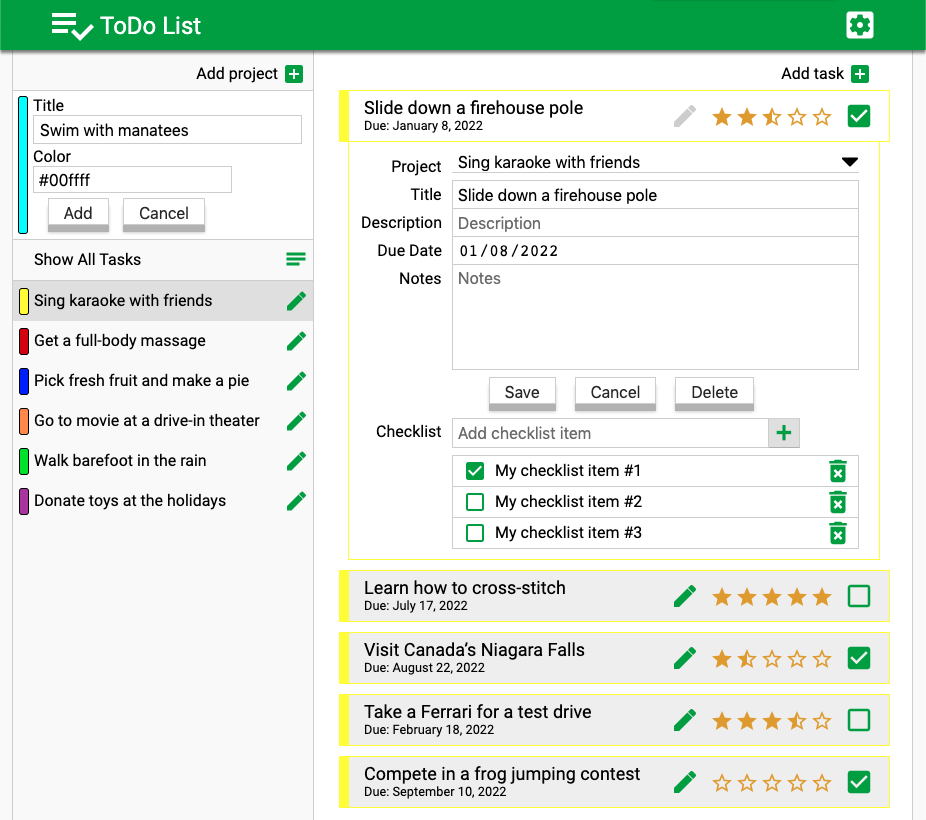 ToDo List
Add project
Title
Swim with manatees
Color
#00ffff
Add Cancel
Show All Tasks
Sing karaoke with friends
Get a full-body massage
Pick fresh fruit and make a pie
Go to movie at a drive-in theater
Walk barefoot in the rain
Donate toys at the holidays
Add task
Slide down a firehouse pole
Due: January 8, 2022
Project Sing karaoke with friends
Title Slide down a firehouse pole
Description Description
Due Date 01/08/2022
Notes Notes
Save Cancel Delete
Checklist Add checklist item
My checklist item #1
My checklist item #2
My checklist item #3
Learn how to cross-stitch
Due: July 17, 2022
Visit Canada’s Niagara Falls
Due: August 22, 2022
Take a Ferrari for a test drive
Due: February 18, 2022
Compete in a frog jumping contest
Due: September 10, 2022